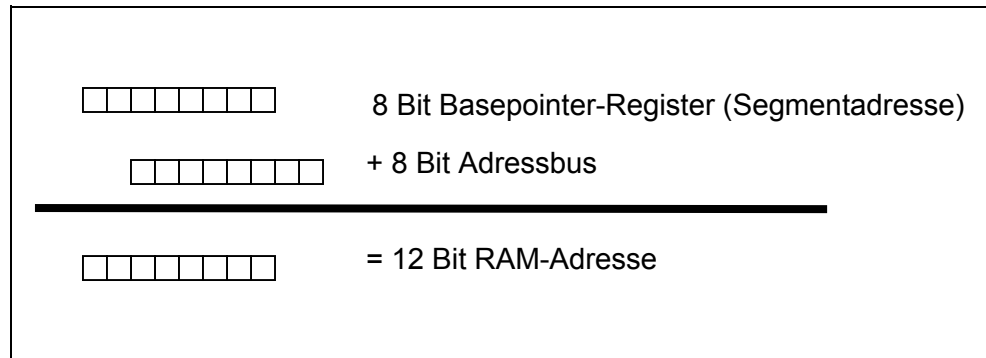 8 Bit Basepointer-Register (Segmentadresse)
+ 8 Bit Adressbus
= 12 Bit RAM-Adresse